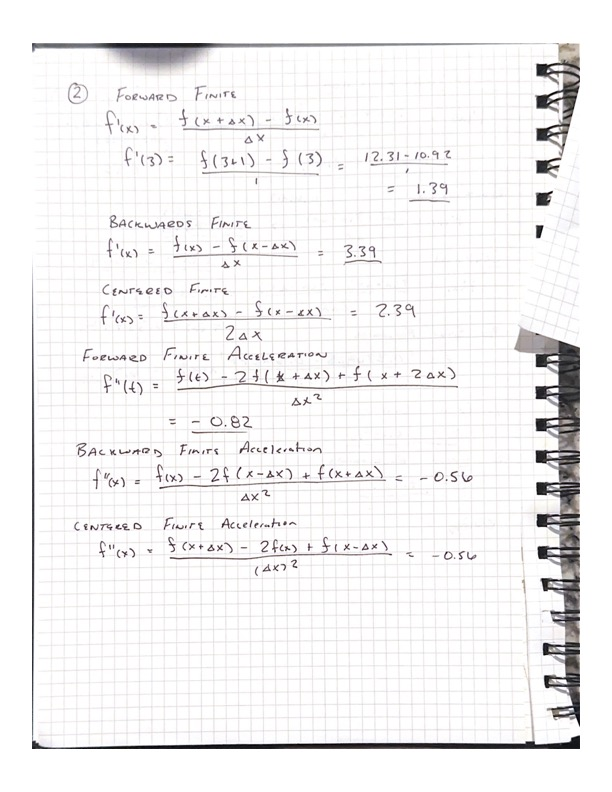 ② FORWARD FINITE
f'(x) = f(x + Δx) - f(x) / Δx
f'(3) = f(3+1) - f(3) / 1 = 12.31 - 10.92 / 1
= 1.39
BACKWARDS FINITE
f'(x) = f(x) - f(x-Δx) / Δx = 3.39
CENTERED FINITE
f'(x) = f(x+Δx) - f(x-Δx) / 2Δx = 2.39
FORWARD FINITE ACCELERATION
f"(t) = f(t) - 2f(x + Δx) + f(x + 2Δx) / Δx²
= - 0.82
BACKWARD FINITE Acceleration
f"(x) = f(x) - 2f(x-Δx) + f(x+Δx) / Δx² = - 0.56
CENTERED FINITE Acceleration
f"(x) = f(x+Δx) - 2f(x) + f(x-Δx) / (Δx)² = -0.56